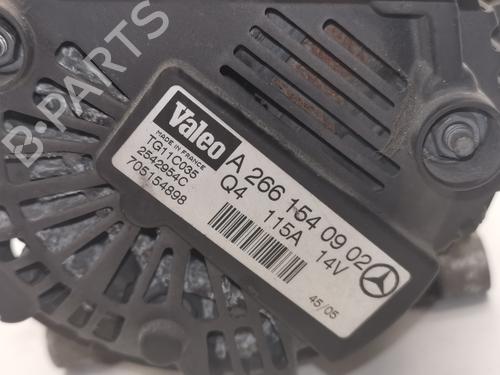 B-PARTS
Valeo
MADE IN FRANCE
TG11C035
2542954C
705154898
A 266 154 09 02
Q4 115A 14V
45/05